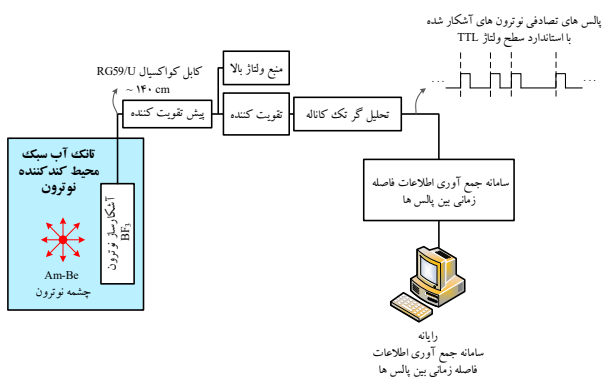 پالس های تصادفی نوترون های آشکار شده
با استاندارد سطح ولتاژ TTL
...
...
منبع ولتاژ بالا
کابل کواکسیال RG59/U
~ ۱۴۰ cm
پیش تقویت کننده
تقویت کننده
تحلیل گر تک کاناله
تانک آب سبک
محیط کندکننده
نوترون
آشکارساز نوترون
BF₃
Am-Be
چشمه نوترون
سامانه جمع آوری اطلاعات فاصله
زمانی بین پالس ها
رایانه
سامانه جمع آوری اطلاعات
فاصله زمانی بین پالس ها